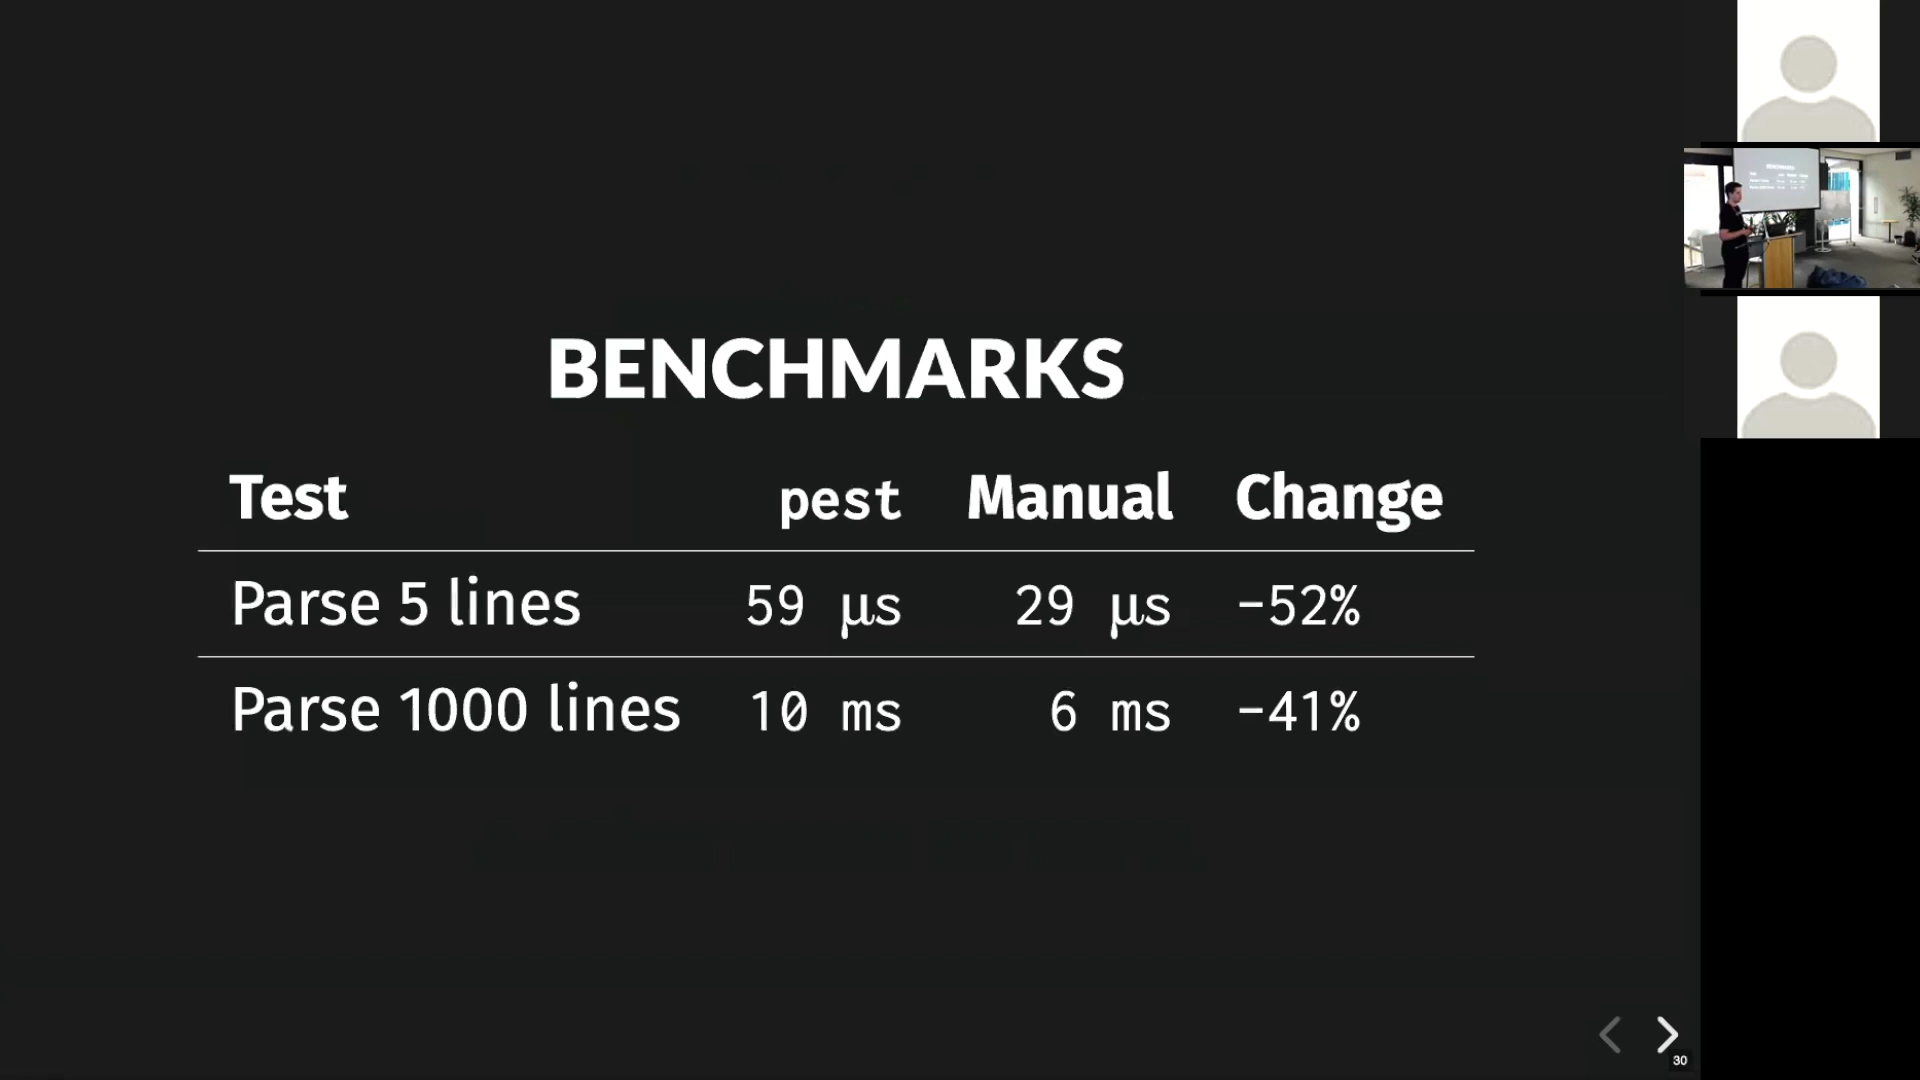 BENCHMARKS
Test pest Manual Change
Parse 5 lines 59 µs 29 µs -52%
Parse 1000 lines 10 ms 6 ms -41%
30